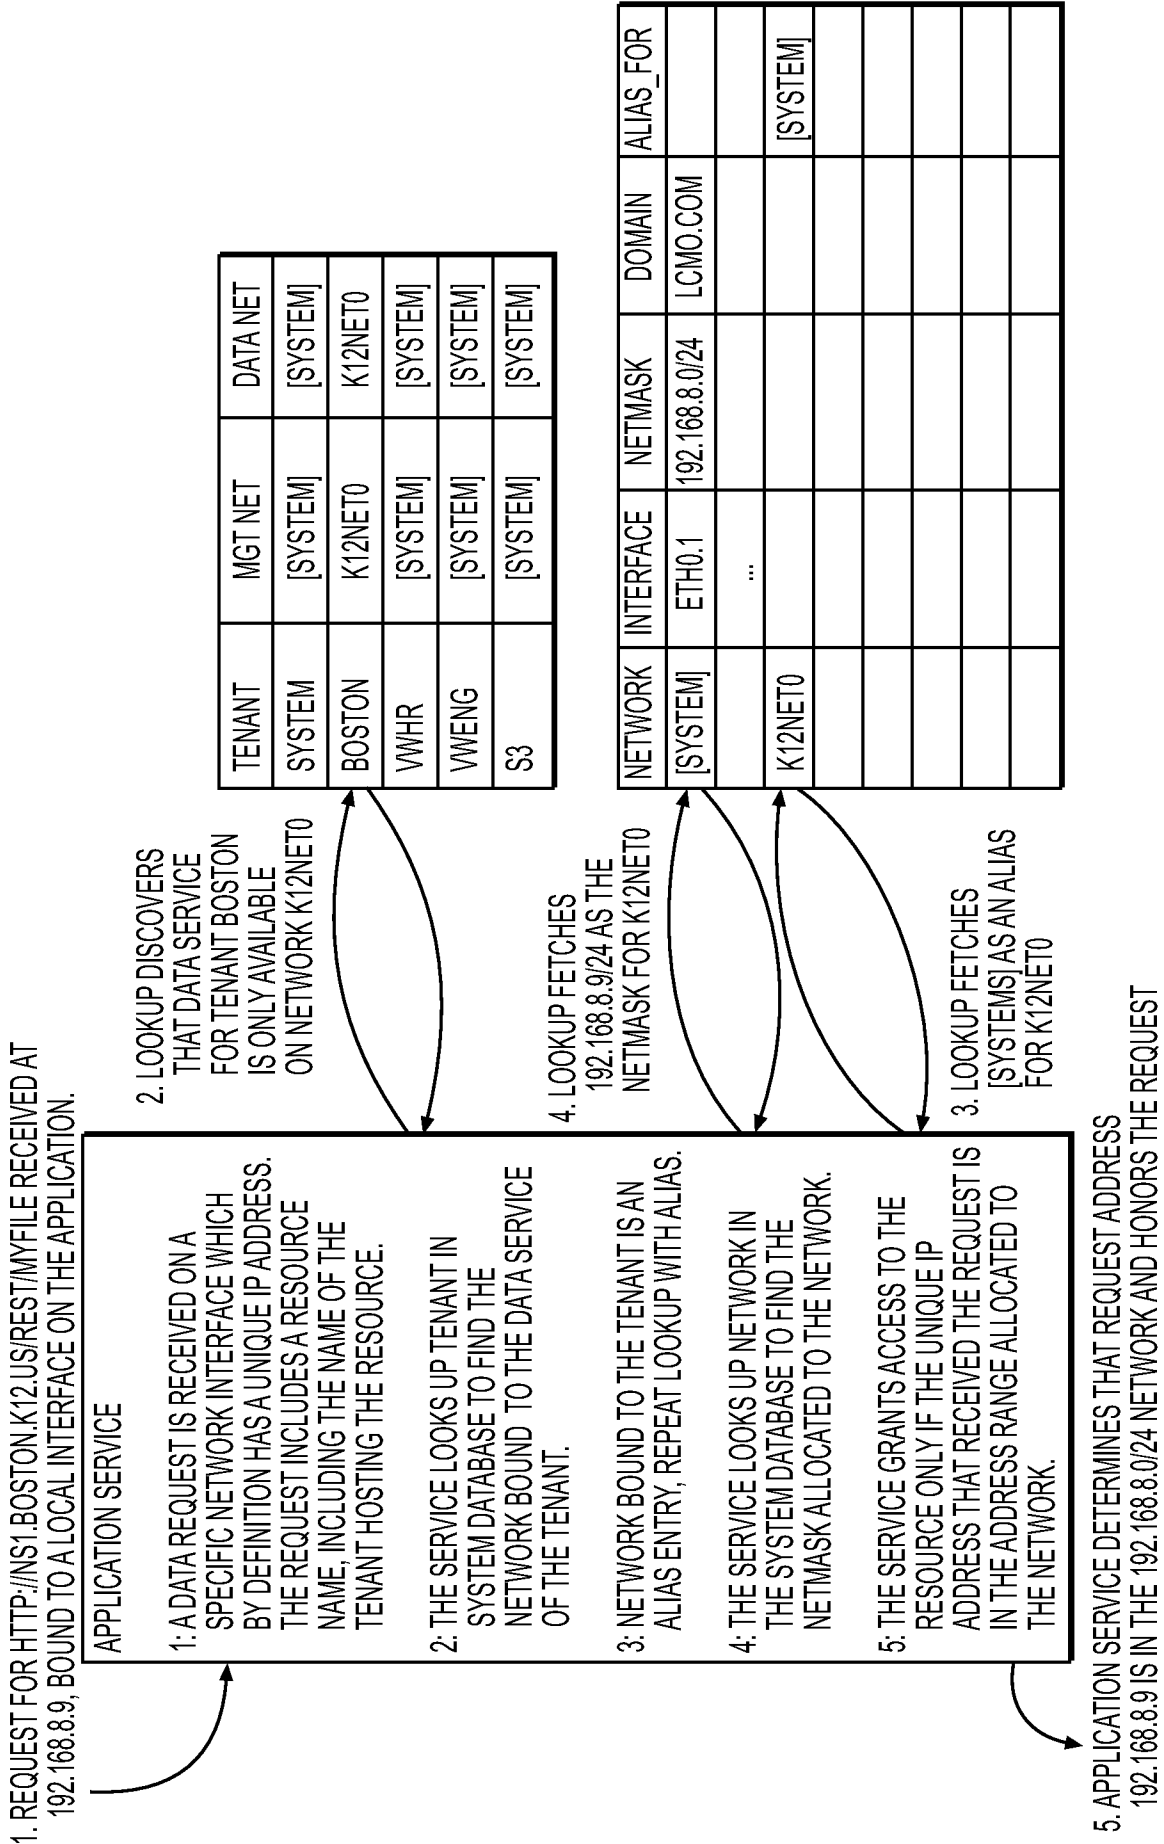 1. REQUEST FOR HTTP://NS1.BOSTON.K12.US/REST/MYFILE RECEIVED AT
192.168.8.9, BOUND TO A LOCAL INTERFACE ON THE APPLICATION.
APPLICATION SERVICE
1: A DATA REQUEST IS RECEIVED ON A
SPECIFIC NETWORK INTERFACE WHICH
BY DEFINITION HAS A UNIQUE IP ADDRESS.
THE REQUEST INCLUDES A RESOURCE
NAME, INCLUDING THE NAME OF THE
TENANT HOSTING THE RESOURCE.
2: THE SERVICE LOOKS UP TENANT IN
SYSTEM DATABASE TO FIND THE
NETWORK BOUND TO THE DATA SERVICE
OF THE TENANT.
3: NETWORK BOUND TO THE TENANT IS AN
ALIAS ENTRY, REPEAT LOOKUP WITH ALIAS.
4: THE SERVICE LOOKS UP NETWORK IN
THE SYSTEM DATABASE TO FIND THE
NETMASK ALLOCATED TO THE NETWORK.
5: THE SERVICE GRANTS ACCESS TO THE
RESOURCE ONLY IF THE UNIQUE IP
ADDRESS THAT RECEIVED THE REQUEST IS
IN THE ADDRESS RANGE ALLOCATED TO
THE NETWORK.
2. LOOKUP DISCOVERS
THAT DATA SERVICE
FOR TENANT BOSTON
IS ONLY AVAILABLE
ON NETWORK K12NET0
TENANT MGT NET DATA NET
SYSTEM [SYSTEM] [SYSTEM]
BOSTON K12NET0 K12NET0
VWHR [SYSTEM] [SYSTEM]
VWENG [SYSTEM] [SYSTEM]
S3 [SYSTEM] [SYSTEM]
4. LOOKUP FETCHES
192.168.8.9/24 AS THE
NETMASK FOR K12NET0
3. LOOKUP FETCHES
[SYSTEMS] AS AN ALIAS
FOR K12NET0
NETWORK INTERFACE NETMASK DOMAIN ALIAS_FOR
[SYSTEM] ETH0.1 192.168.8.0/24 LCMO.COM
...
K12NET0 [SYSTEM]
5. APPLICATION SERVICE DETERMINES THAT REQUEST ADDRESS
192.168.8.9 IS IN THE 192.168.8.0/24 NETWORK AND HONORS THE REQUEST